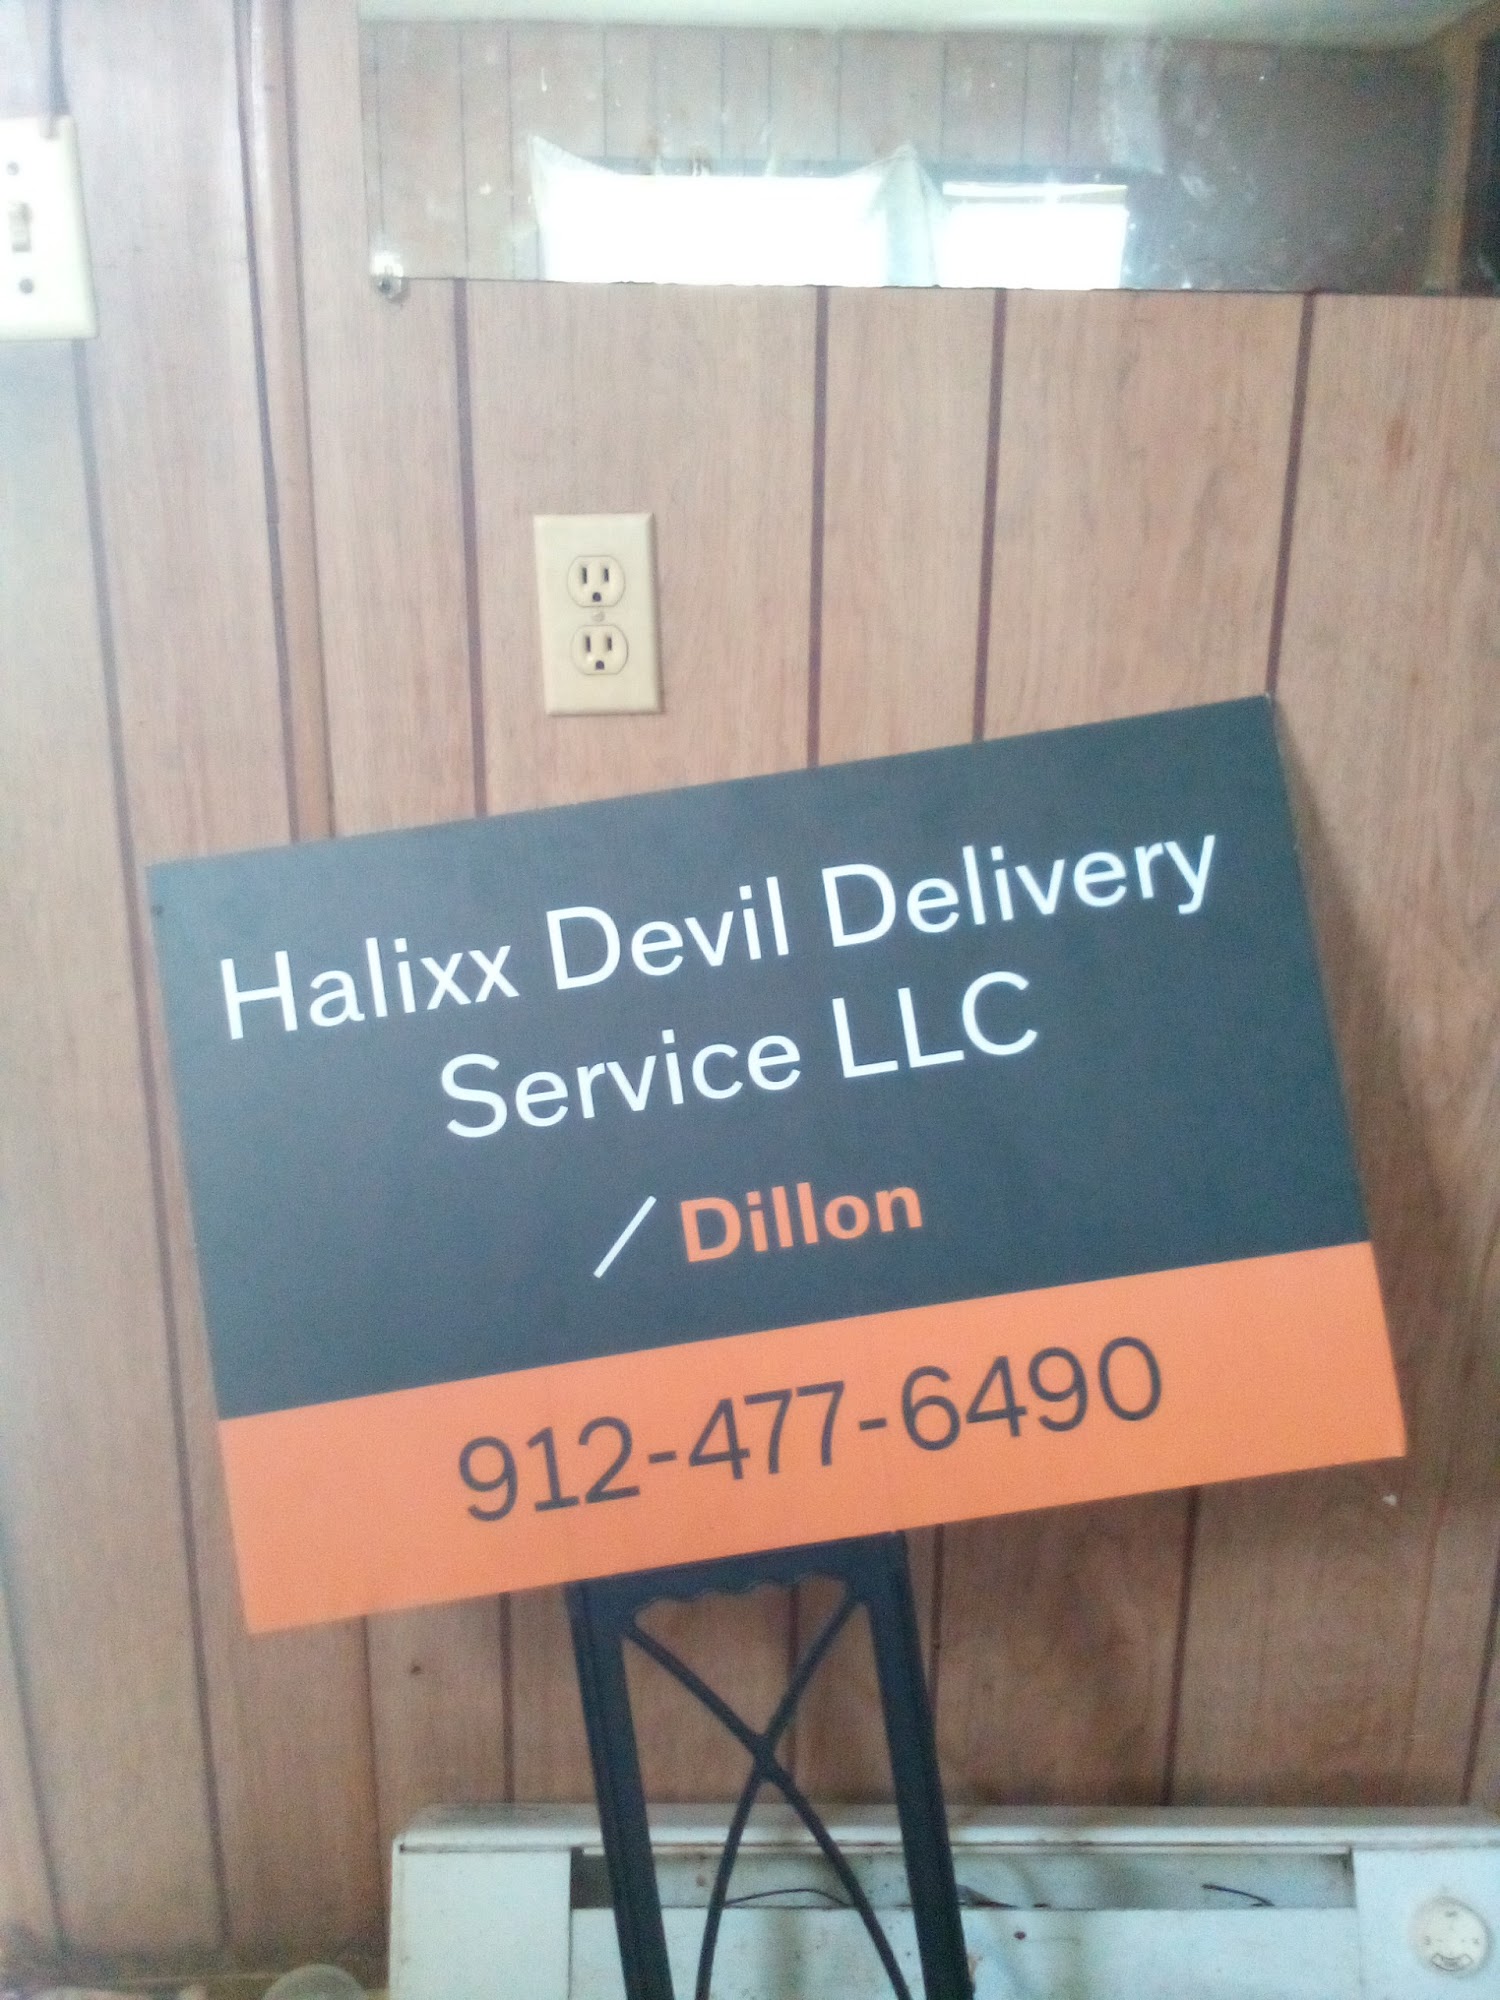 Halixx Devil Delivery
Service LLC
/ Dillon
912-477-6490